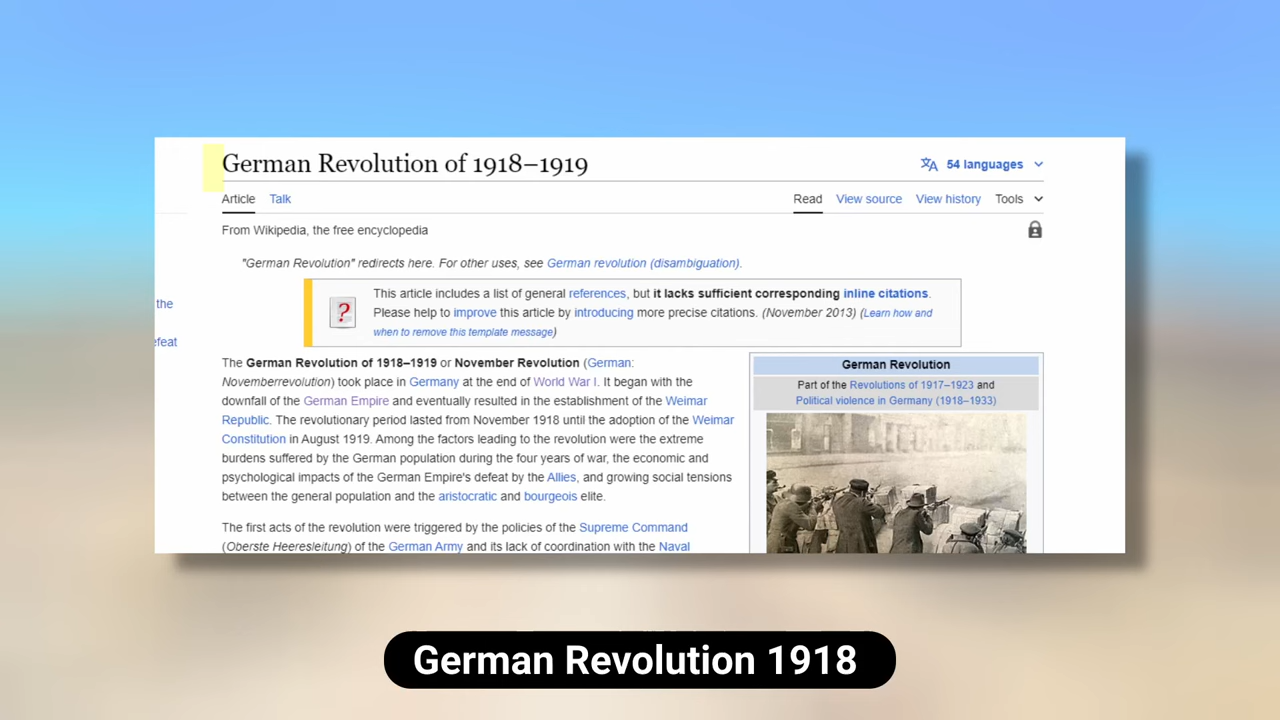 German Revolution of 1918–1919
54 languages
Article Talk Read View source View history Tools
From Wikipedia, the free encyclopedia
"German Revolution" redirects here. For other uses, see German revolution (disambiguation).
This article includes a list of general references, but it lacks sufficient corresponding inline citations.
Please help to improve this article by introducing more precise citations. (November 2013) (Learn how and
when to remove this template message)
the
efeat
The German Revolution of 1918–1919 or November Revolution (German:
Novemberrevolution) took place in Germany at the end of World War I. It began with the
downfall of the German Empire and eventually resulted in the establishment of the Weimar
Republic. The revolutionary period lasted from November 1918 until the adoption of the Weimar
Constitution in August 1919. Among the factors leading to the revolution were the extreme
burdens suffered by the German population during the four years of war, the economic and
psychological impacts of the German Empire's defeat by the Allies, and growing social tensions
between the general population and the aristocratic and bourgeois elite.
The first acts of the revolution were triggered by the policies of the Supreme Command
(Oberste Heeresleitung) of the German Army and its lack of coordination with the Naval
German Revolution
Part of the Revolutions of 1917–1923 and
Political violence in Germany (1918–1933)
German Revolution 1918